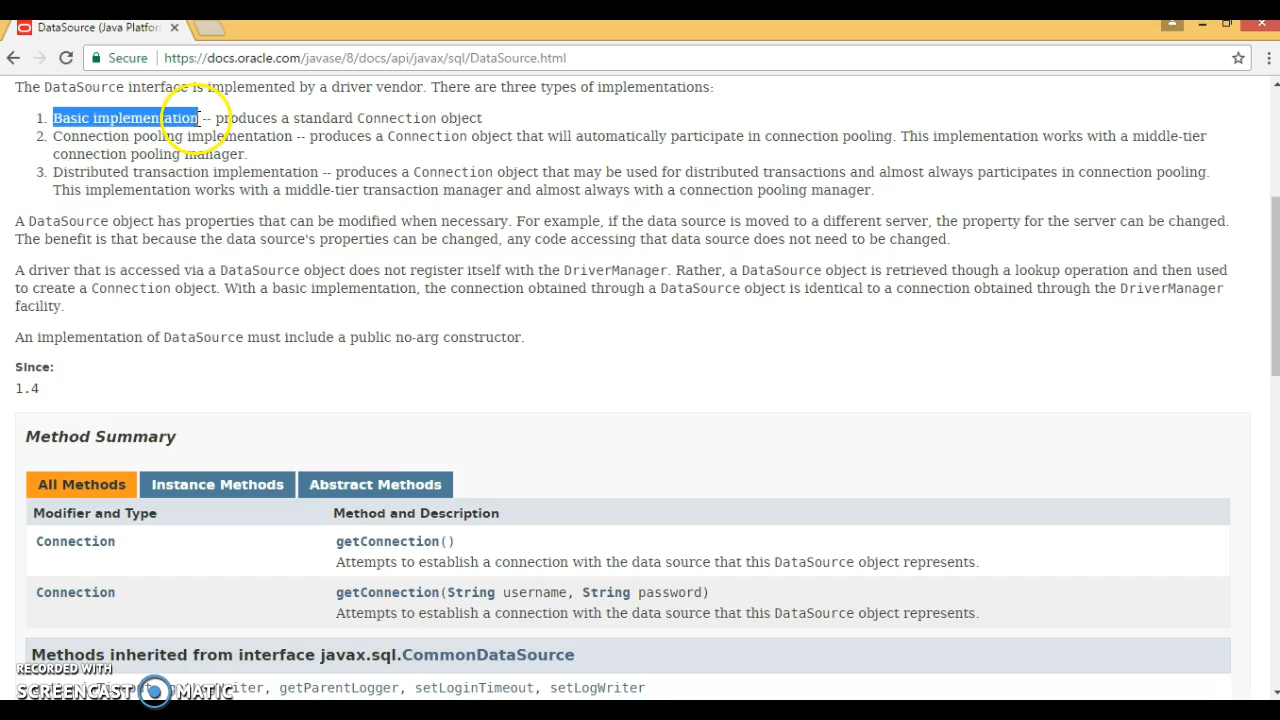 DataSource (Java Platfor
Secure https://docs.oracle.com/javase/8/docs/api/javax/sql/DataSource.html
The DataSource interface is implemented by a driver vendor. There are three types of implementations:
1. Basic implementation -- produces a standard Connection object
2. Connection pooling implementation -- produces a Connection object that will automatically participate in connection pooling. This implementation works with a middle-tier
connection pooling manager.
3. Distributed transaction implementation -- produces a Connection object that may be used for distributed transactions and almost always participates in connection pooling.
This implementation works with a middle-tier transaction manager and almost always with a connection pooling manager.
A DataSource object has properties that can be modified when necessary. For example, if the data source is moved to a different server, the property for the server can be changed.
The benefit is that because the data source's properties can be changed, any code accessing that data source does not need to be changed.
A driver that is accessed via a DataSource object does not register itself with the DriverManager. Rather, a DataSource object is retrieved though a lookup operation and then used
to create a Connection object. With a basic implementation, the connection obtained through a DataSource object is identical to a connection obtained through the DriverManager
facility.
An implementation of DataSource must include a public no-arg constructor.
Since:
1.4
Method Summary
All Methods Instance Methods Abstract Methods
Modifier and Type Method and Description
Connection getConnection()
Attempts to establish a connection with the data source that this DataSource object represents.
Connection getConnection(String username, String password)
Attempts to establish a connection with the data source that this DataSource object represents.
Methods inherited from interface javax.sql.CommonDataSource
getParentLogger, setLoginTimeout, setLogWriter
RECORDED WITH
SCREENCAST MATIC